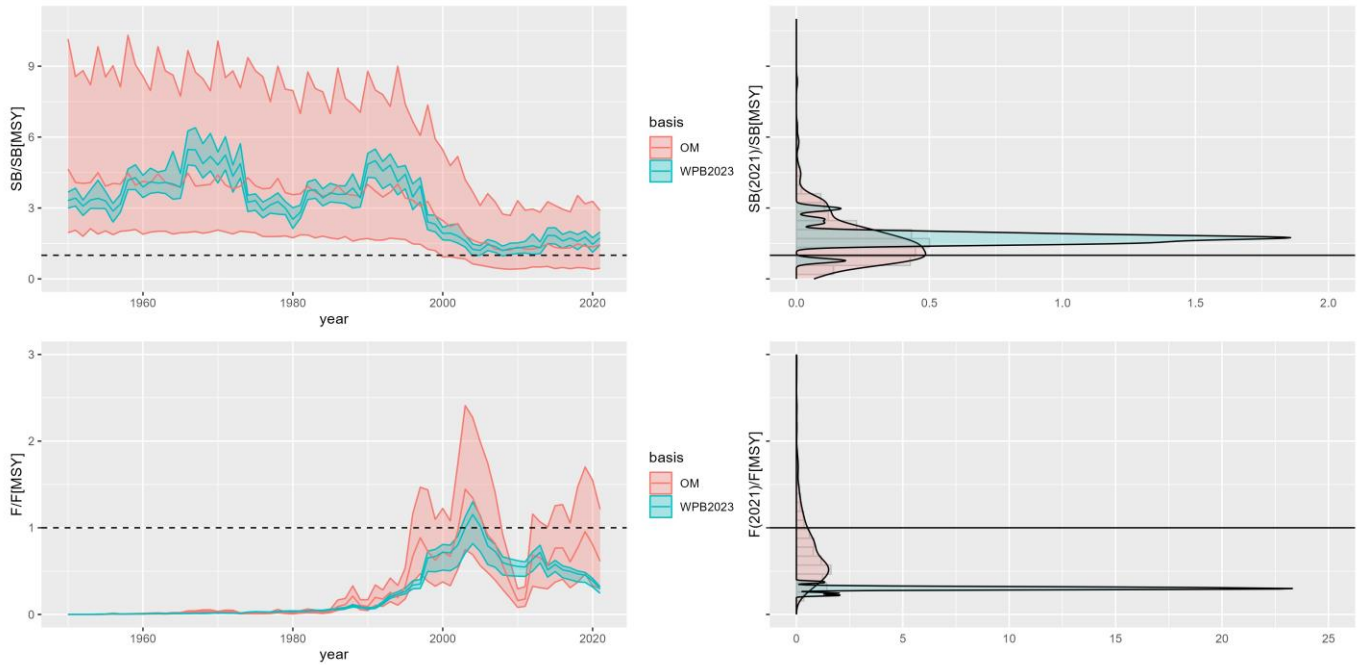 SB/SB[MSY]
9
6
3
0
1960
1980
2000
2020
year
basis
OM
WPB2023
SB(2021)/SB[MSY]
0.0
0.5
1.0
1.5
2.0
F/F[MSY]
3
2
1
0
1960
1980
2000
2020
year
basis
OM
WPB2023
F(2021)/F[MSY]
0
5
10
15
20
25